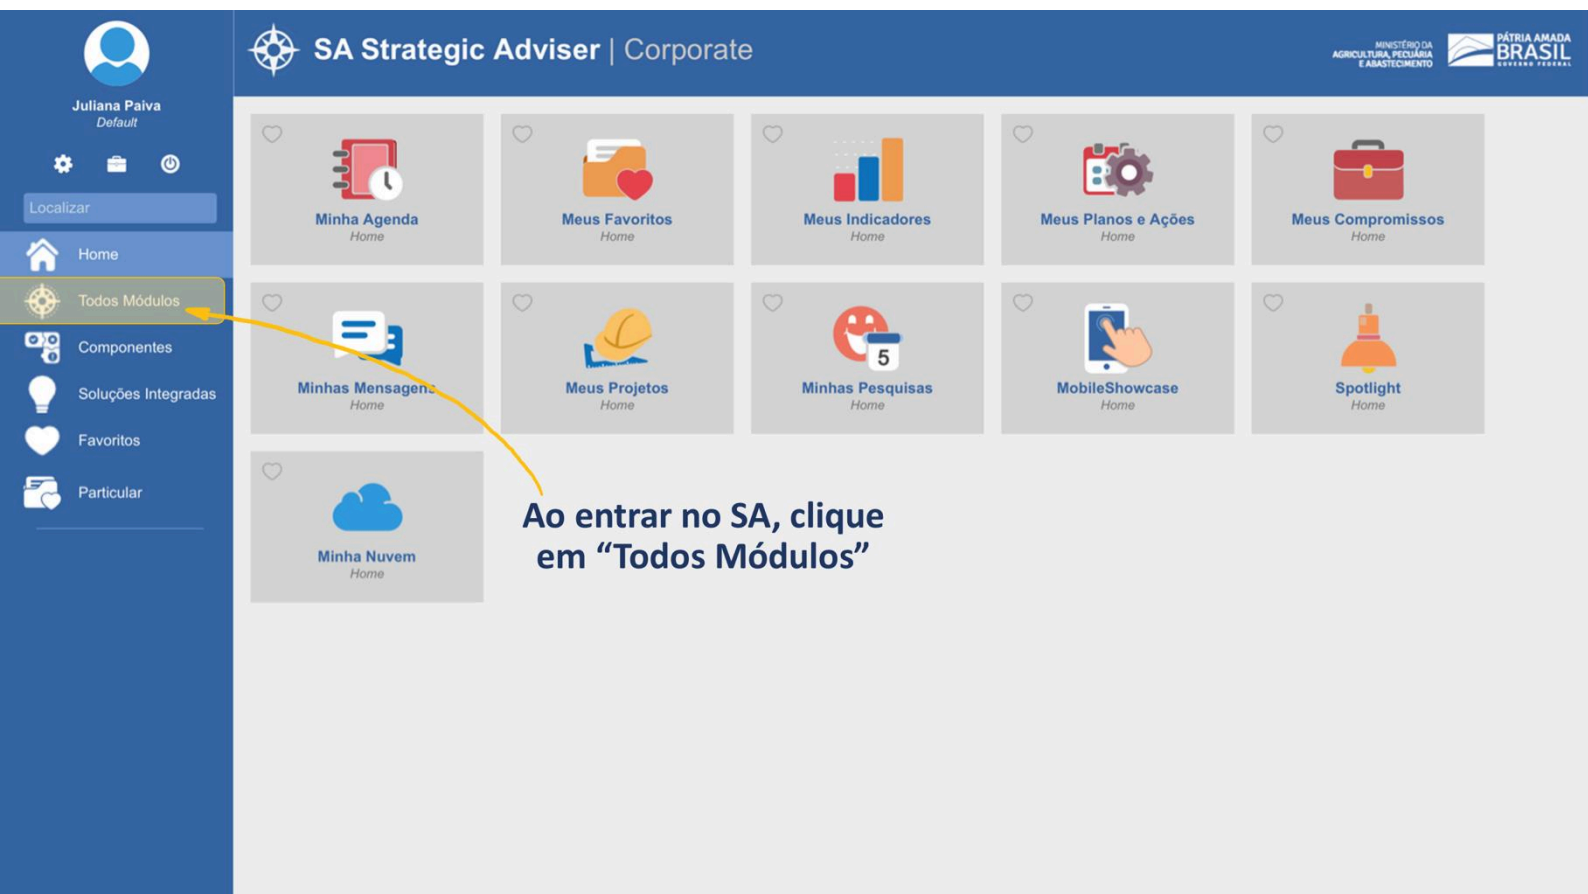 Juliana Paiva
Default
Localizar
Home
Todos Módulos
Componentes
Soluções Integradas
Favoritos
Particular
SA Strategic Adviser | Corporate
MINISTÉRIO DA
AGRICULTURA, PECUÁRIA
E ABASTECIMENTO
PÁTRIA AMADA
BRASIL
GOVERNO FEDERAL
Minha Agenda
Home
Meus Favoritos
Home
Meus Indicadores
Home
Meus Planos e Ações
Home
Meus Compromissos
Home
Minhas Mensagens
Home
Meus Projetos
Home
5
Minhas Pesquisas
Home
MobileShowcase
Home
Spotlight
Home
Minha Nuvem
Home
Ao entrar no SA, clique
em “Todos Módulos”